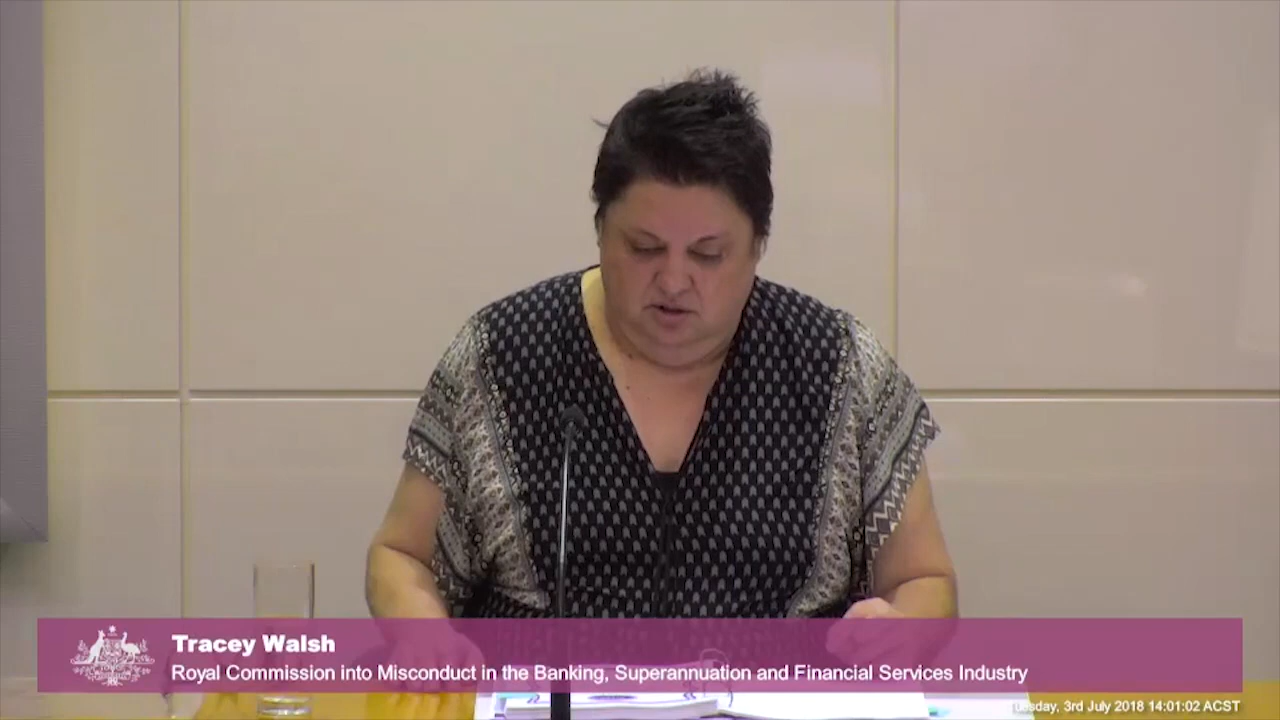 Tracey Walsh
Royal Commission into Misconduct in the Banking, Superannuation and Financial Services Industry
Tuesday, 3rd July 2018 14:01:02 ACST